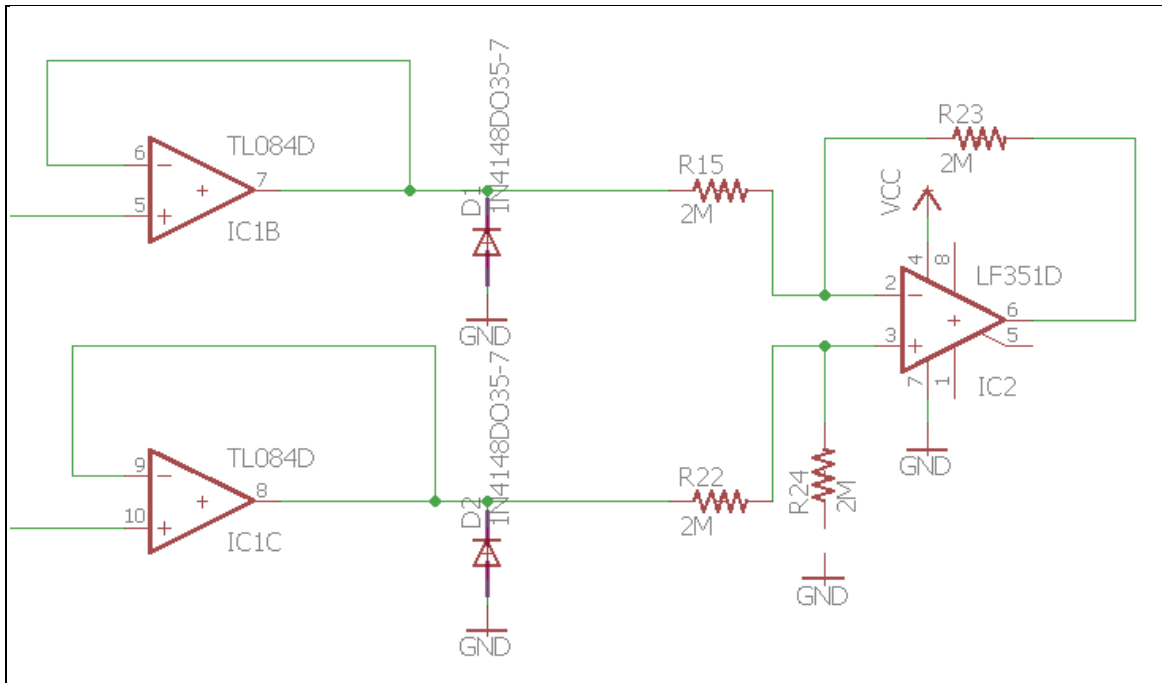 TL084D
6
5
7
IC1B
D1
1N4148DO35-7
GND
R15
2M
R23
2M
VCC
4
8
LF351D
2
3
6
5
7
1
IC2
GND
TL084D
9
10
8
IC1C
D2
1N4148DO35-7
GND
R22
2M
R24
2M
GND